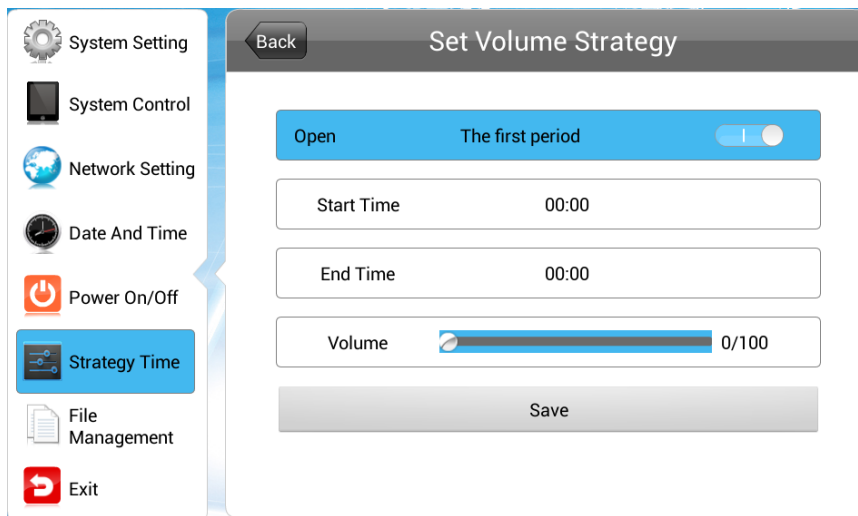 System Setting
System Control
Network Setting
Date And Time
Power On/Off
Strategy Time
File
Management
Exit
Back
Set Volume Strategy
Open The first period
Start Time 00:00
End Time 00:00
Volume 0/100
Save